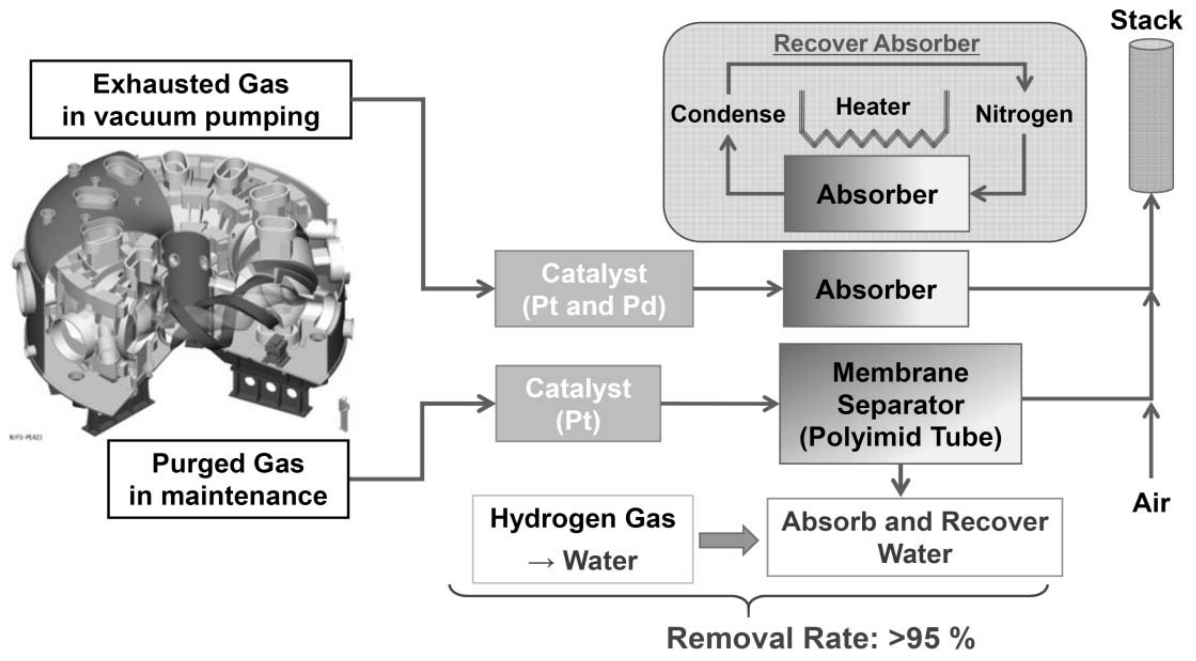 Stack
Recover Absorber
Exhausted Gas
in vacuum pumping
Condense
Heater
Nitrogen
Absorber
Catalyst
(Pt and Pd)
Absorber
Catalyst
(Pt)
Membrane
Separator
(Polyimid Tube)
NIFS-PE423
Purged Gas
in maintenance
Air
Hydrogen Gas
→ Water
Absorb and Recover
Water
Removal Rate: >95 %